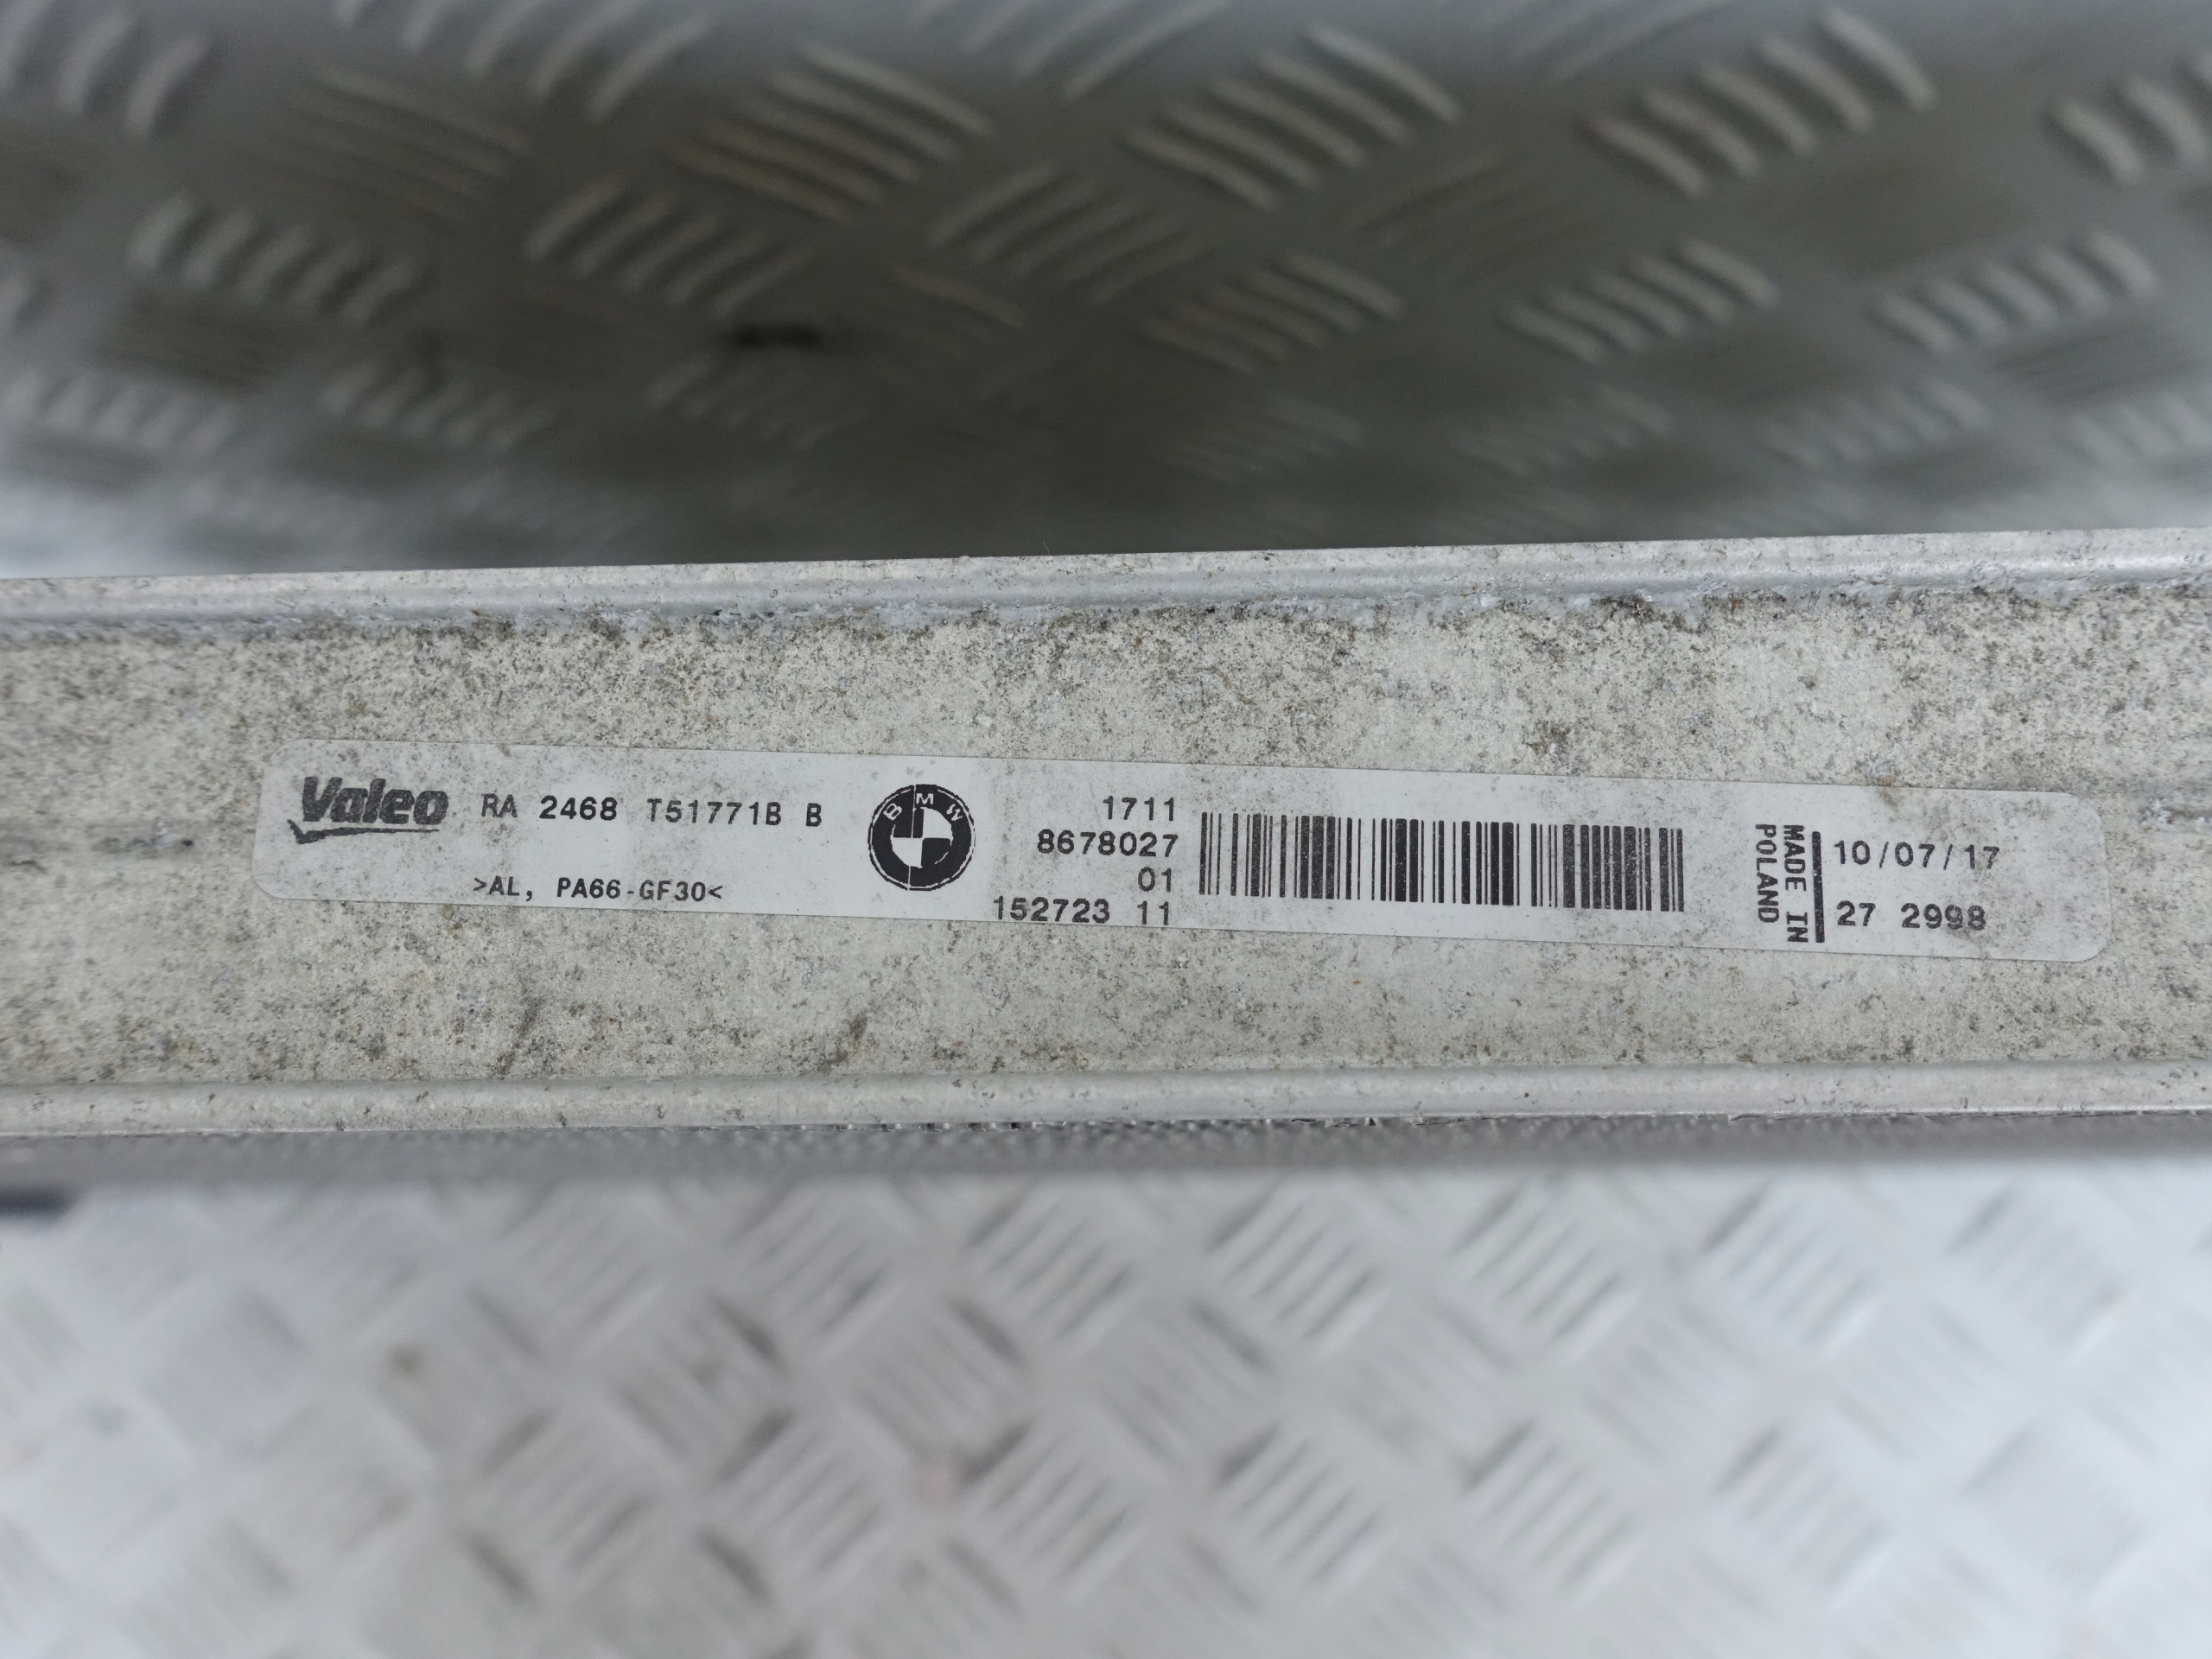 Valeo RA 2468 T51771B B
>AL, PA66-GF30<
BMW
1711
8678027
01
152723 11
MADE IN
POLAND
10/07/17
27 2998